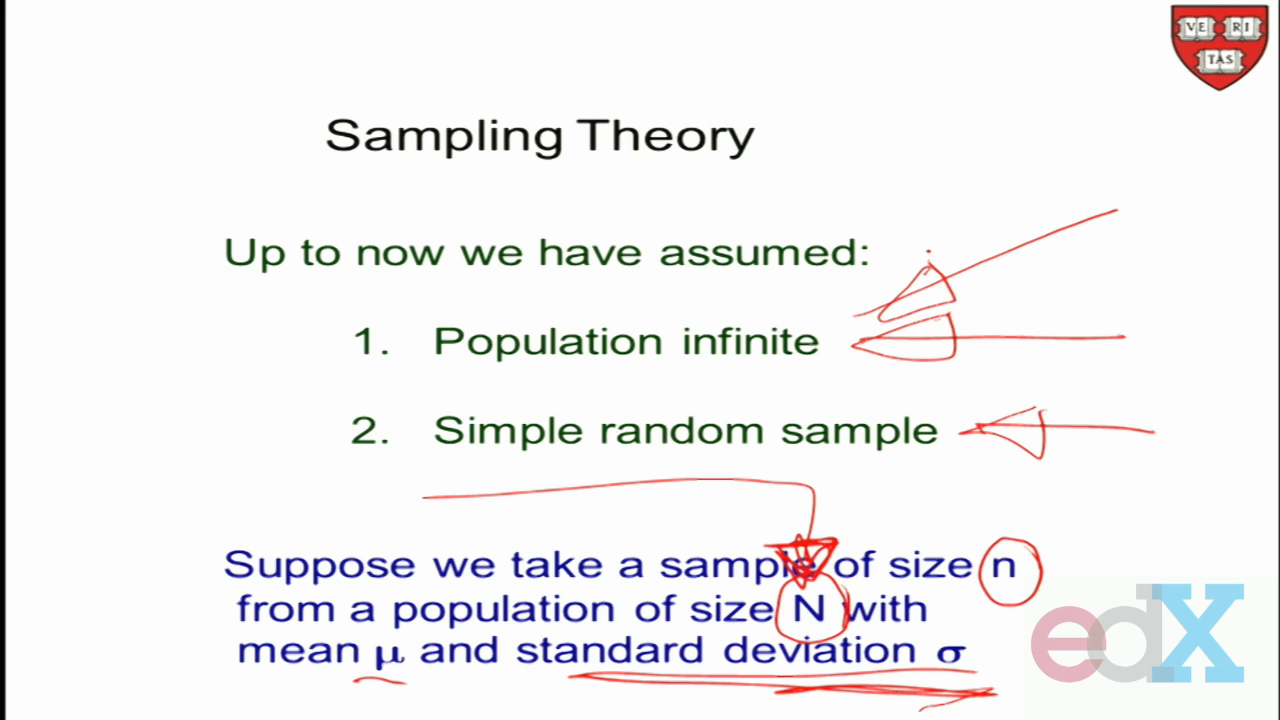 VE RI
TAS
Sampling Theory
Up to now we have assumed:
1. Population infinite
2. Simple random sample
Suppose we take a sample of size n
from a population of size N with
mean μ and standard deviation σ
edX